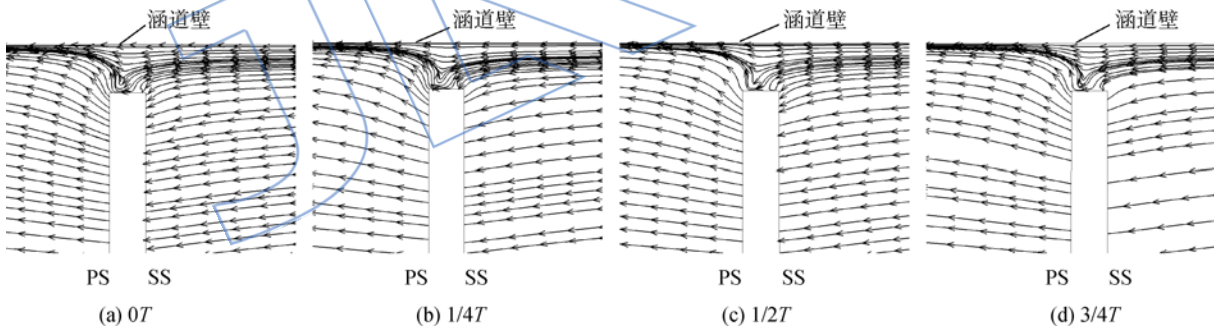 涵道壁 涵道壁 涵道壁 涵道壁
PS SS PS SS PS SS PS SS
(a) 0T (b) 1/4T (c) 1/2T (d) 3/4T